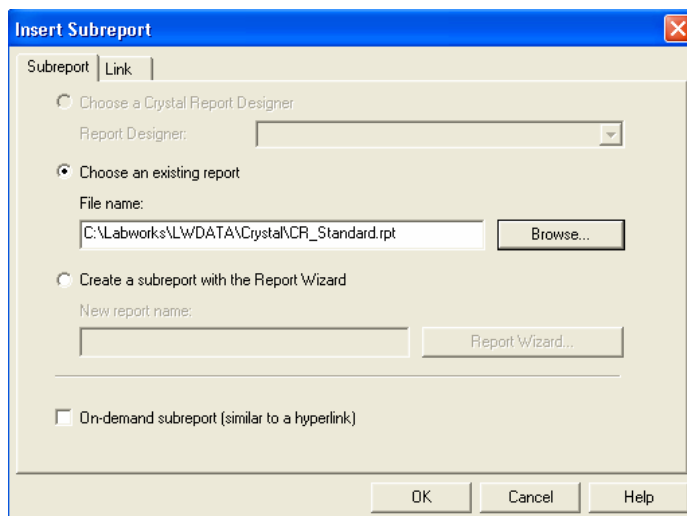 Insert Subreport
Subreport Link
Choose a Crystal Report Designer
Report Designer:
Choose an existing report
File name:
C:\Labworks\LWDATA\Crystal\CR_Standard.rpt Browse...
Create a subreport with the Report Wizard
New report name:
Report Wizard...
On-demand subreport (similar to a hyperlink)
OK Cancel Help